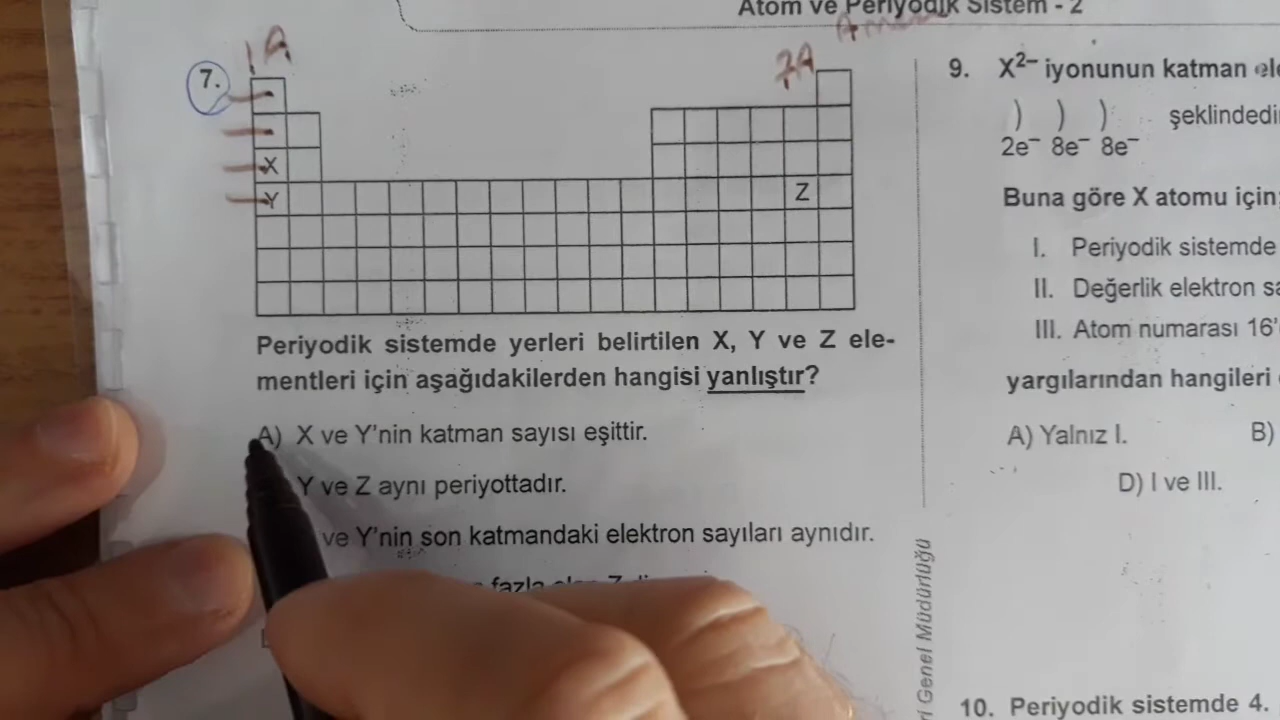 Atom ve Periyodik Sistem - 2
1A
7A
7.
X
Y
Z
Periyodik sistemde yerleri belirtilen X, Y ve Z ele-
mentleri için aşağıdakilerden hangisi yanlıştır?
A) X ve Y'nin katman sayısı eşittir.
Y ve Z aynı periyottadır.
ve Y'nin son katmandaki elektron sayıları aynıdır.
fazla olan Z
9. X²⁻ iyonunun katman
) ) ) şeklindedir
2e⁻ 8e⁻ 8e⁻
Buna göre X atomu için;
I. Periyodik sistemde
II. Değerlik elektron
III. Atom numarası 16'
yargılarından hangileri
A) Yalnız I. B)
D) I ve III.
Genel Müdürlüğü
10. Periyodik sistemde 4.